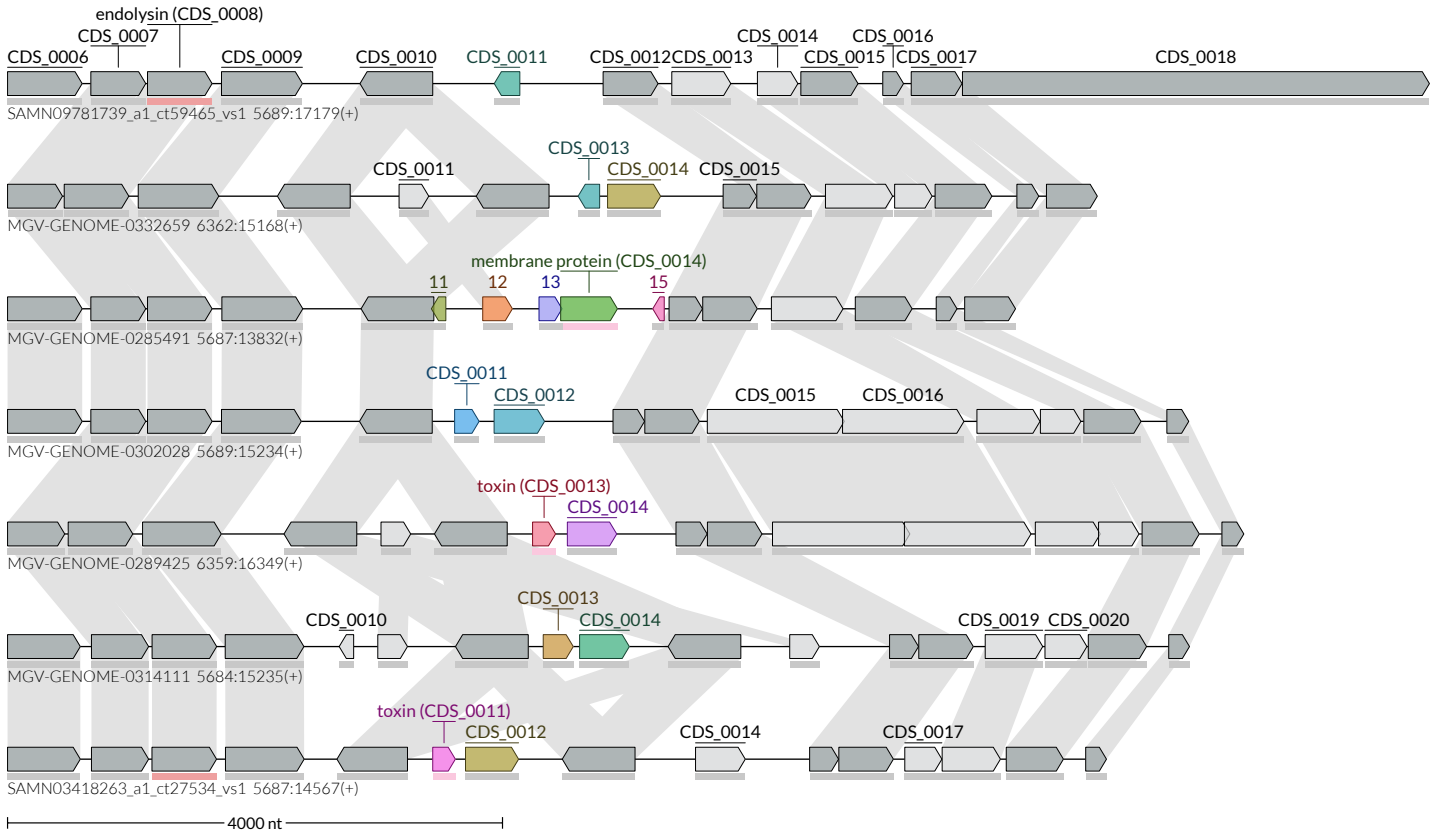 endolysin (CDS_0008)
CDS_0007
CDS_0014
CDS_0016
CDS_0006
CDS_0009
CDS_0010
CDS_0011
CDS_0012
CDS_0013
CDS_0015
CDS_0017
CDS_0018
SAMN09781739_a1_ct59465_vs1 5689:17179(+)
CDS_0013
CDS_0011
CDS_0014
CDS_0015
MGV-GENOME-0332659 6362:15168(+)
membrane protein (CDS_0014)
11
12
13
15
MGV-GENOME-0285491 5687:13832(+)
CDS_0011
CDS_0012
CDS_0015
CDS_0016
MGV-GENOME-0302028 5689:15234(+)
toxin (CDS_0013)
CDS_0014
MGV-GENOME-0289425 6359:16349(+)
CDS_0013
CDS_0010
CDS_0014
CDS_0019
CDS_0020
MGV-GENOME-0314111 5684:15235(+)
toxin (CDS_0011)
CDS_0012
CDS_0014
CDS_0017
SAMN03418263_a1_ct27534_vs1 5687:14567(+)
4000 nt